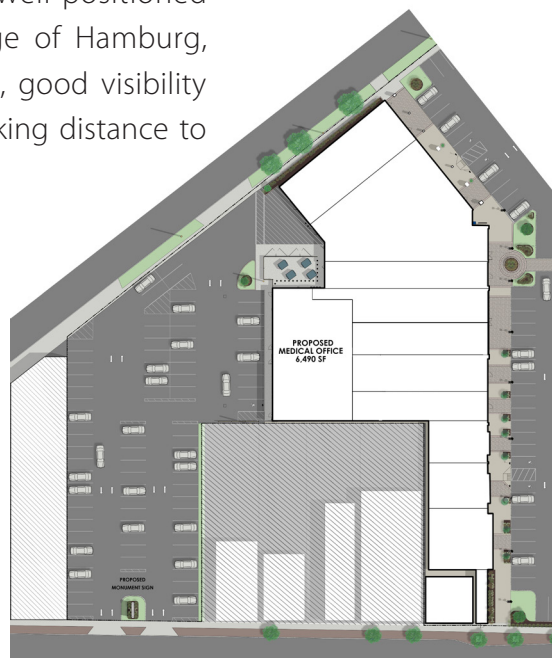 well positioned
ge of Hamburg,
, good visibility
king distance to
PROPOSED
MEDICAL OFFICE
6,490 SF
PROPOSED
MONUMENT SIGN